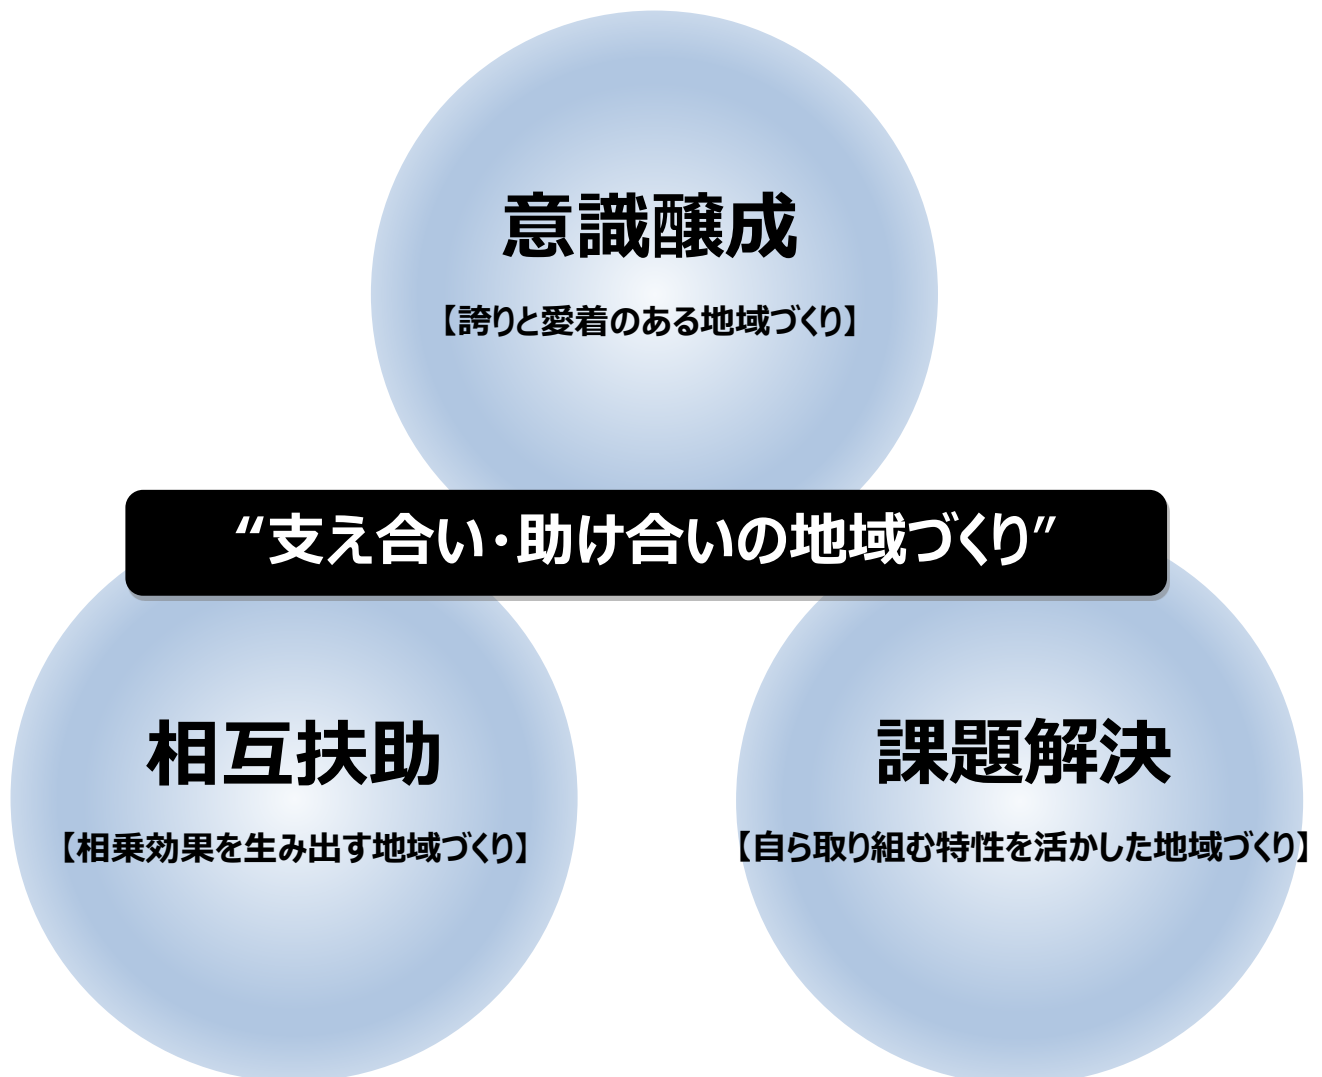 意識醸成
【誇りと愛着のある地域づくり】
“支え合い・助け合いの地域づくり”
相互扶助
【相乗効果を生み出す地域づくり】
課題解決
【自ら取り組む特性を活かした地域づくり】